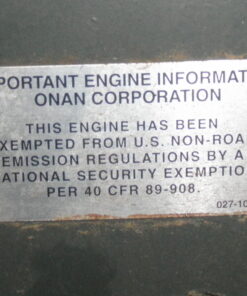 PORTANT ENGINE INFORMAT
ONAN CORPORATION
THIS ENGINE HAS BEEN
XEMPTED FROM U.S. NON-ROA
EMISSION REGULATIONS BY A
ATIONAL SECURITY EXEMPTIO
PER 40 CFR 89-908.
027-10